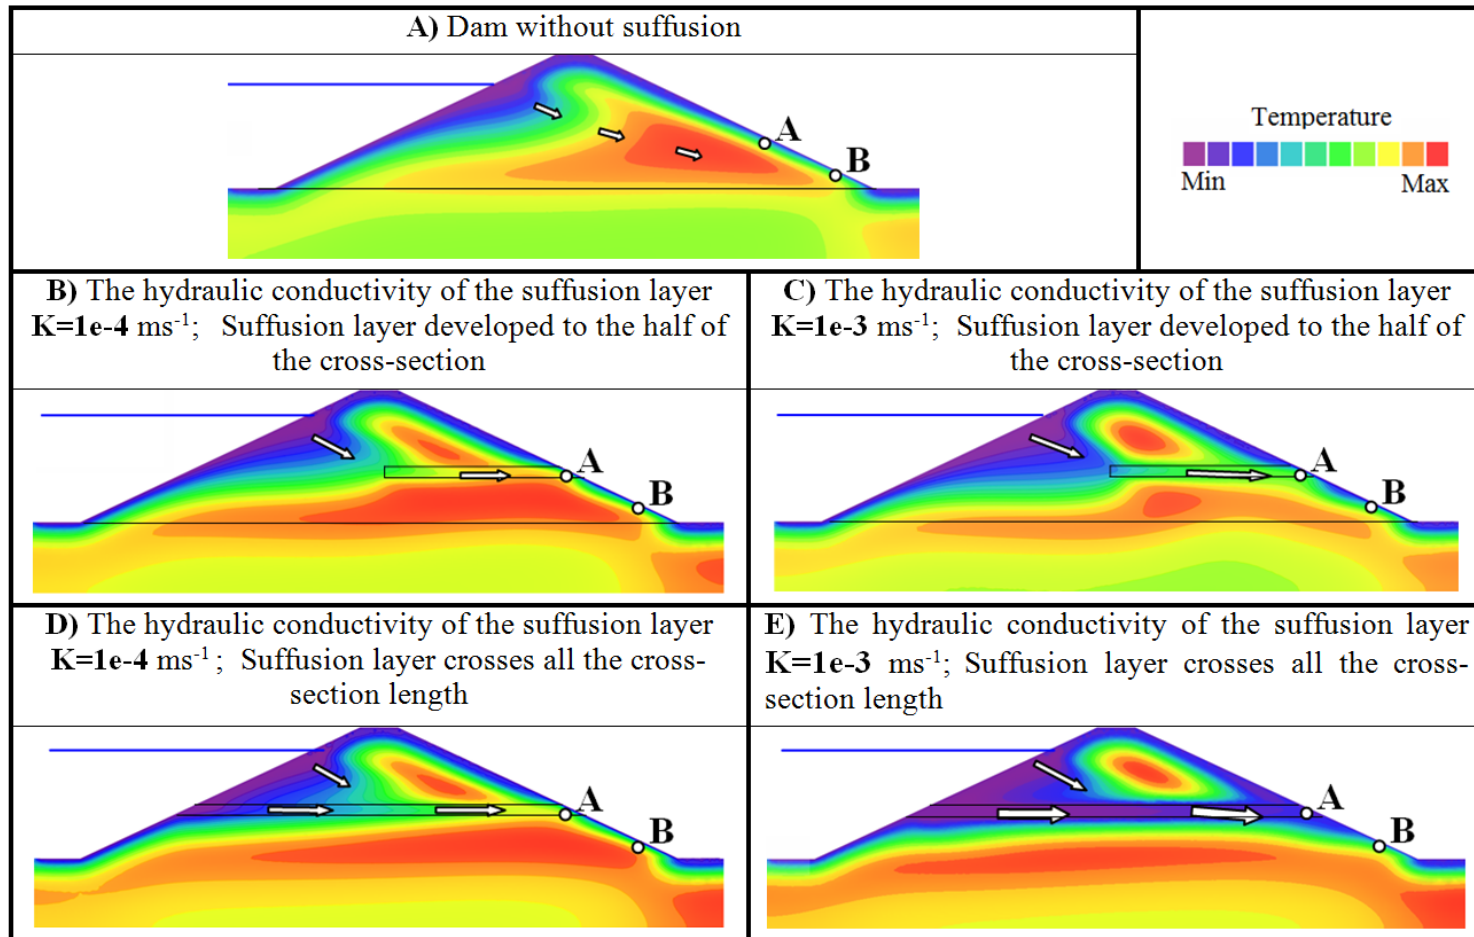 A) Dam without suffusion
A
B
Temperature
Min
Max
B) The hydraulic conductivity of the suffusion layer
K=1e-4 ms⁻¹; Suffusion layer developed to the half of
the cross-section
A
B
C) The hydraulic conductivity of the suffusion layer
K=1e-3 ms⁻¹; Suffusion layer developed to the half of
the cross-section
A
B
D) The hydraulic conductivity of the suffusion layer
K=1e-4 ms⁻¹ ; Suffusion layer crosses all the cross-
section length
A
B
E) The hydraulic conductivity of the suffusion layer
K=1e-3 ms⁻¹; Suffusion layer crosses all the cross-
section length
A
B